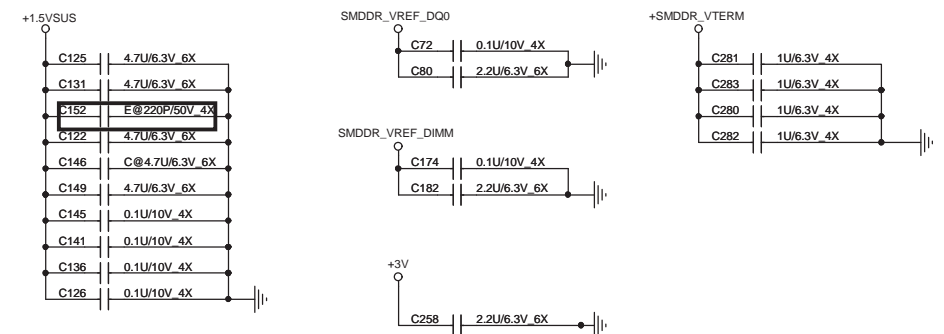 +1.5VSUS
C125 4.7U/6.3V_6X
C131 4.7U/6.3V_6X
C152 E@220P/50V_4X
C122 4.7U/6.3V_6X
C146 C@4.7U/6.3V_6X
C149 4.7U/6.3V_6X
C145 0.1U/10V_4X
C141 0.1U/10V_4X
C136 0.1U/10V_4X
C126 0.1U/10V_4X
SMDDR_VREF_DQ0
C72 0.1U/10V_4X
C80 2.2U/6.3V_6X
SMDDR_VREF_DIMM
C174 0.1U/10V_4X
C182 2.2U/6.3V_6X
+3V
C258 2.2U/6.3V_6X
+SMDDR_VTERM
C281 1U/6.3V_4X
C283 1U/6.3V_4X
C280 1U/6.3V_4X
C282 1U/6.3V_4X